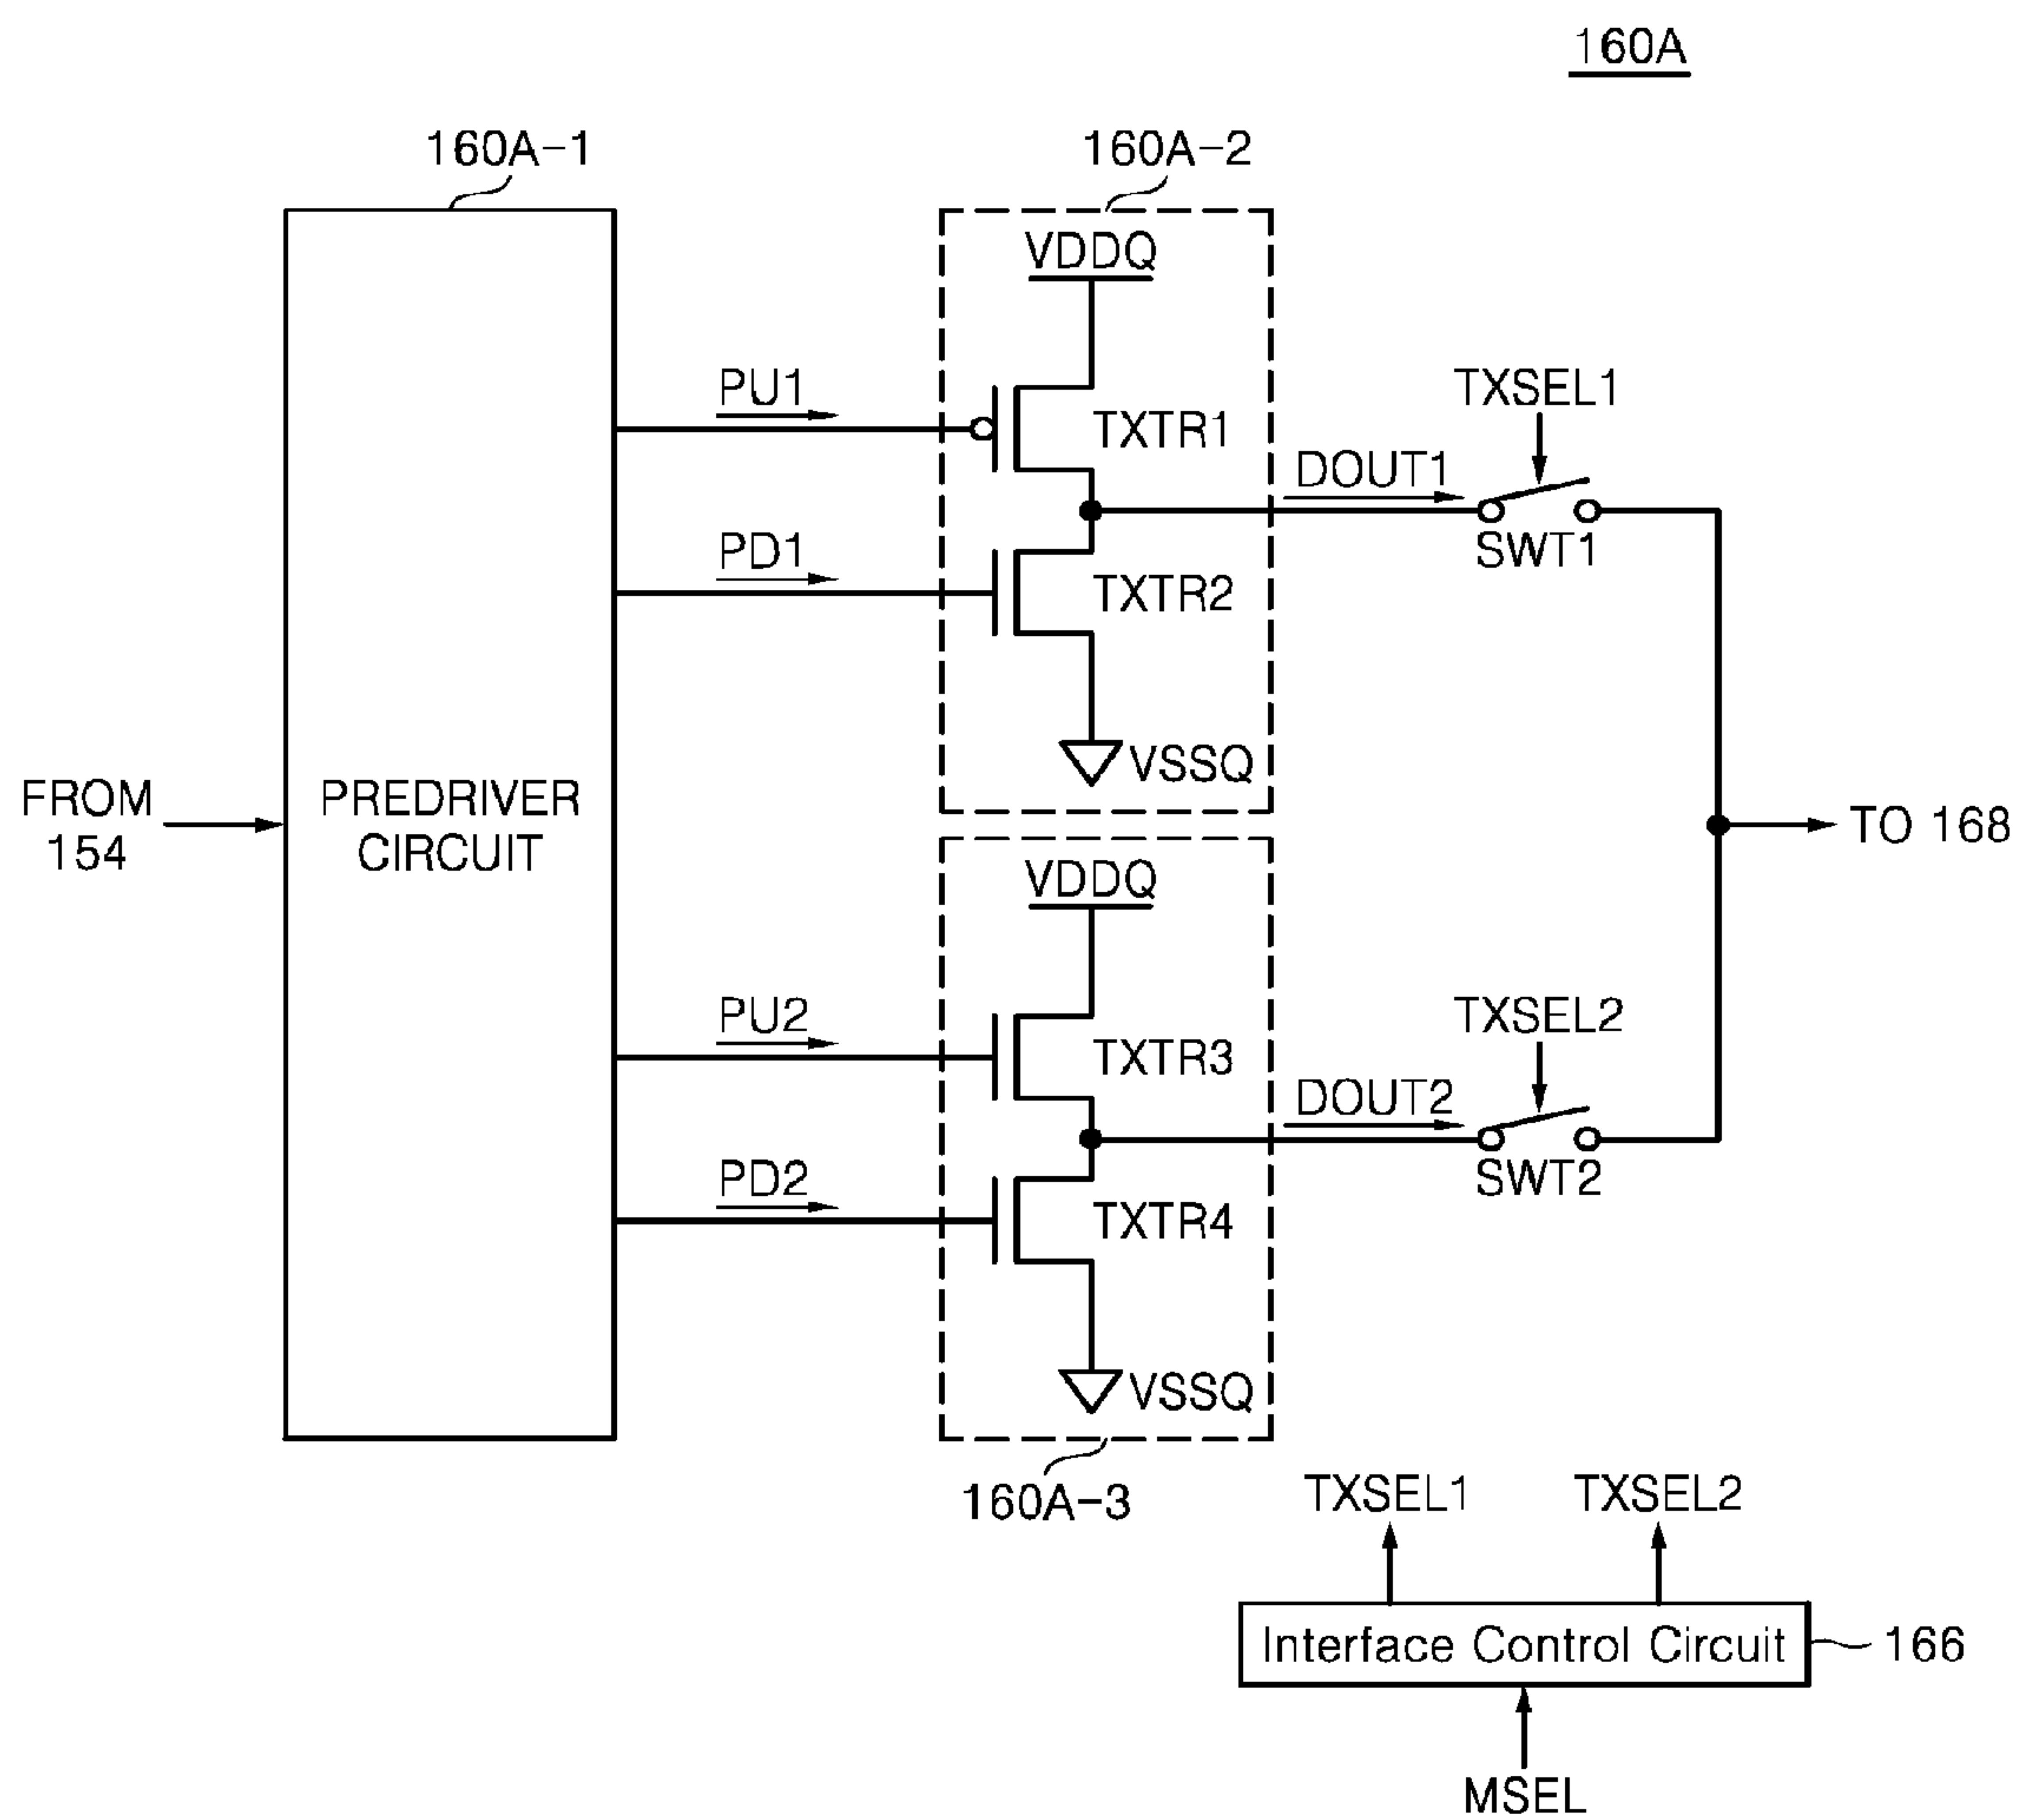 160A
160A-1
160A-2
VDDQ
PU1
TXTR1
TXSEL1
DOUT1
SWT1
PD1
TXTR2
VSSQ
FROM
154
PREDRIVER
CIRCUIT
TO 168
VDDQ
PU2
TXTR3
TXSEL2
DOUT2
SWT2
PD2
TXTR4
VSSQ
160A-3
TXSEL1
TXSEL2
Interface Control Circuit
166
MSEL